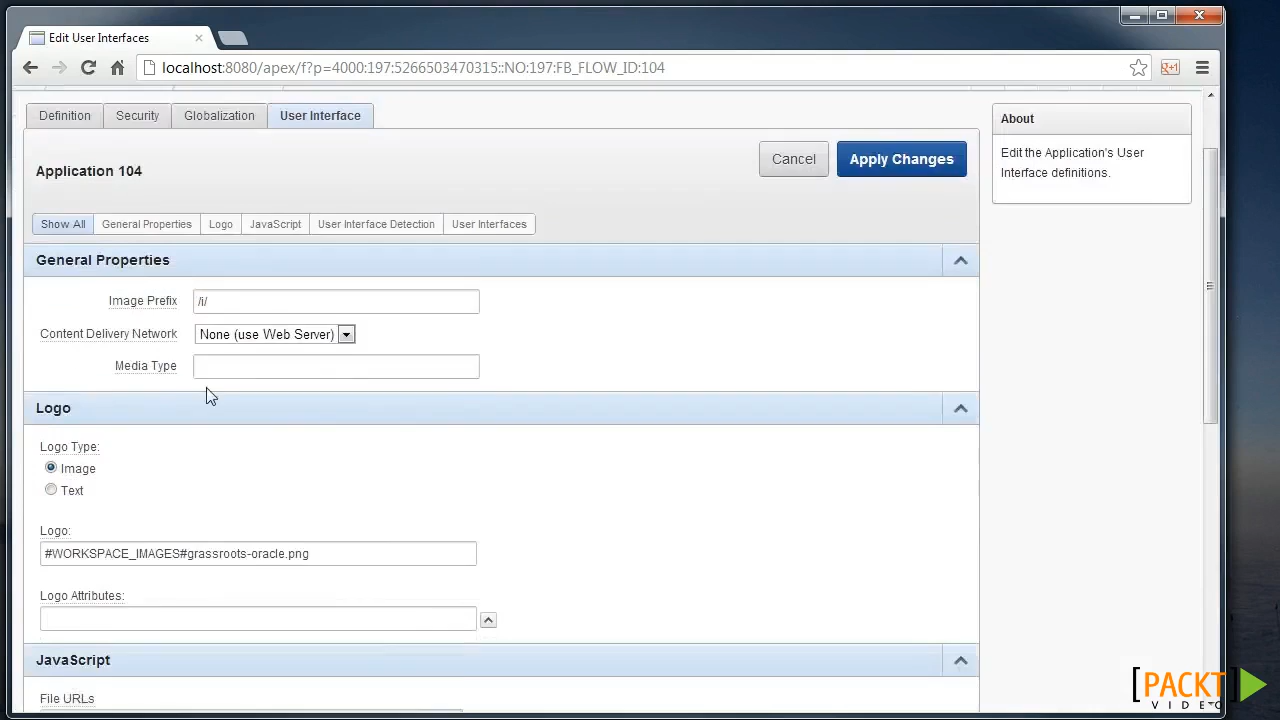 Edit User Interfaces
localhost:8080/apex/f?p=4000:197:5266503470315::NO:197:FB_FLOW_ID:104
Definition Security Globalization User Interface
About
Edit the Application's User
Interface definitions.
Application 104
Cancel Apply Changes
Show All General Properties Logo JavaScript User Interface Detection User Interfaces
General Properties
Image Prefix /i/
Content Delivery Network None (use Web Server)
Media Type
Logo
Logo Type:
Image
Text
Logo:
#WORKSPACE_IMAGES#grassroots-oracle.png
Logo Attributes:
JavaScript
File URLs
[PACKT]
VIDEO